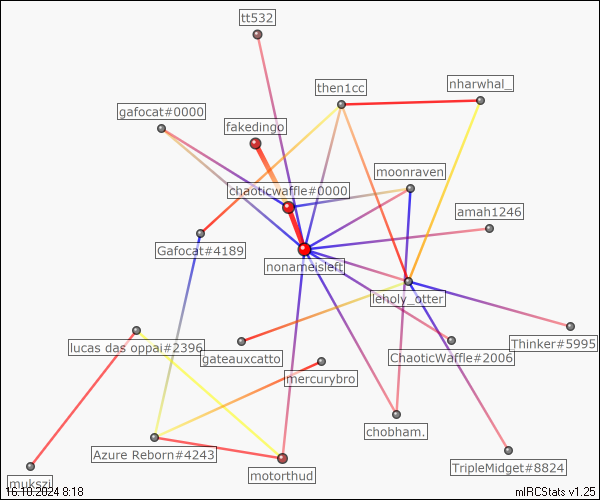 tt532
then1cc
nharwhal_
gafocat#0000
fakedingo
moonraven
chaoticwaffle#0000
amah1246
Gafocat#4189
nonameisleft
leholy_otter
Thinker#5995
lucas das oppai#2396
gateauxcatto
ChaoticWaffle#2006
mercurybro
chobham.
Azure Reborn#4243
motorthud
TripleMidget#8824
mukszi
16.10.2024 8:18
mIRCStats v1.25